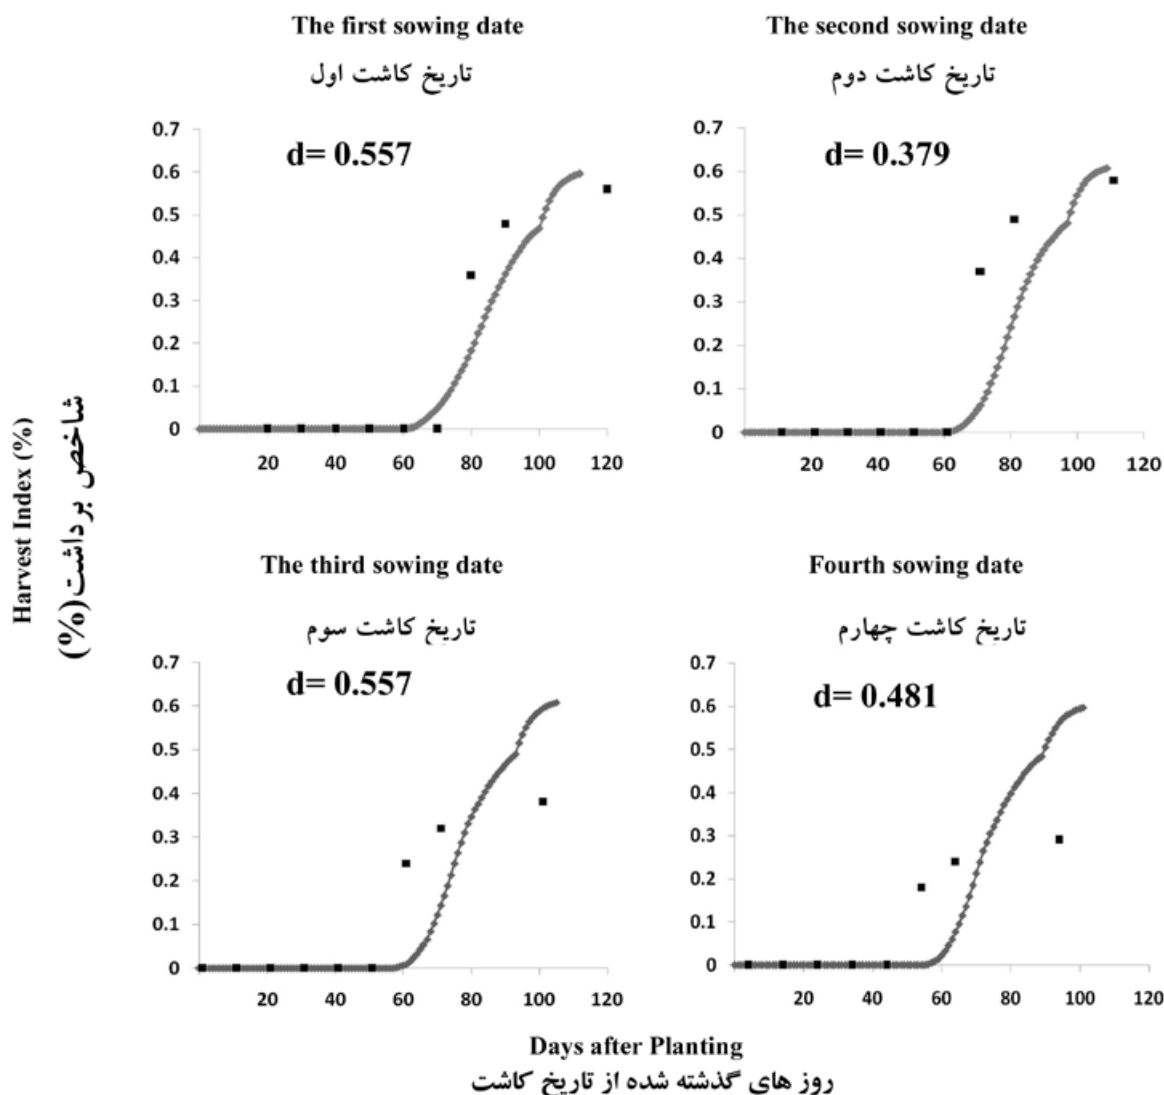 The first sowing date
تاریخ کاشت اول
d= 0.557
0.7
0.6
0.5
0.4
0.3
0.2
0.1
0
20 40 60 80 100 120
The second sowing date
تاریخ کاشت دوم
d= 0.379
0.7
0.6
0.5
0.4
0.3
0.2
0.1
0
20 40 60 80 100 120
Harvest Index (%)
شاخص برداشت(%)
The third sowing date
تاریخ کاشت سوم
d= 0.557
0.7
0.6
0.5
0.4
0.3
0.2
0.1
0
20 40 60 80 100 120
Fourth sowing date
تاریخ کاشت چهارم
d= 0.481
0.7
0.6
0.5
0.4
0.3
0.2
0.1
0
20 40 60 80 100 120
Days after Planting
روز های گذشته شده از تاریخ کاشت